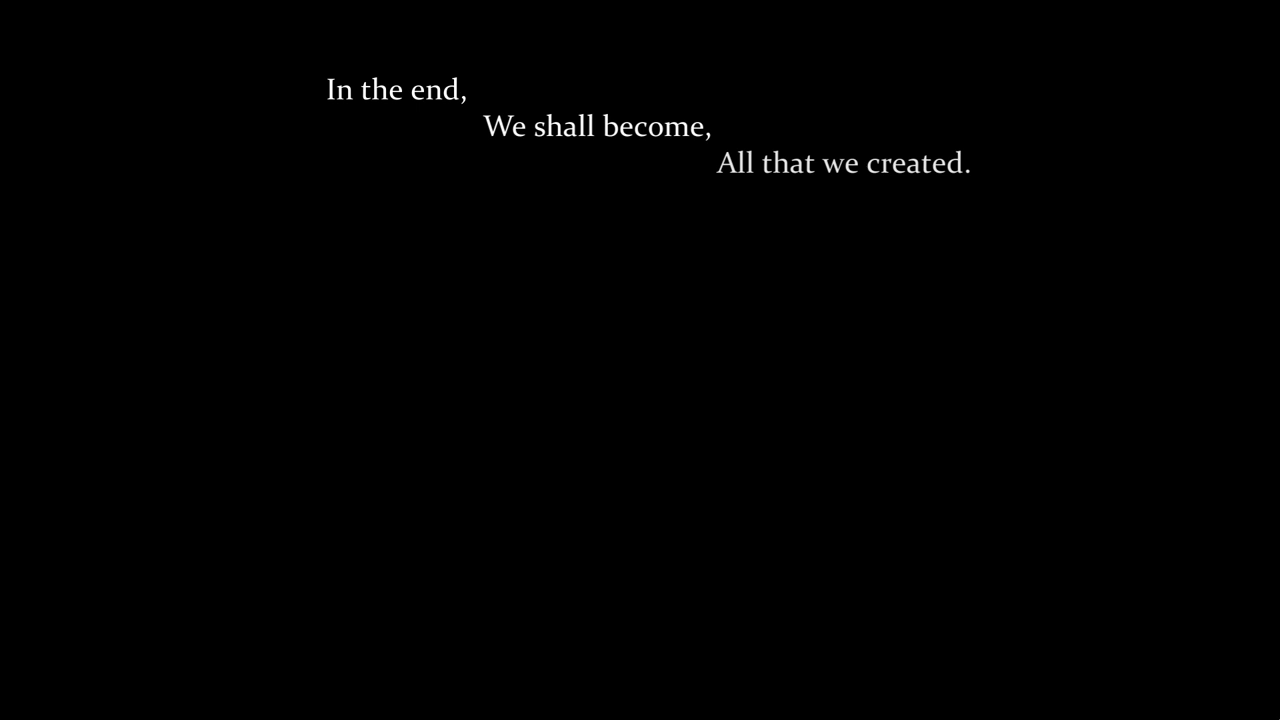 In the end,
We shall become,
All that we created.